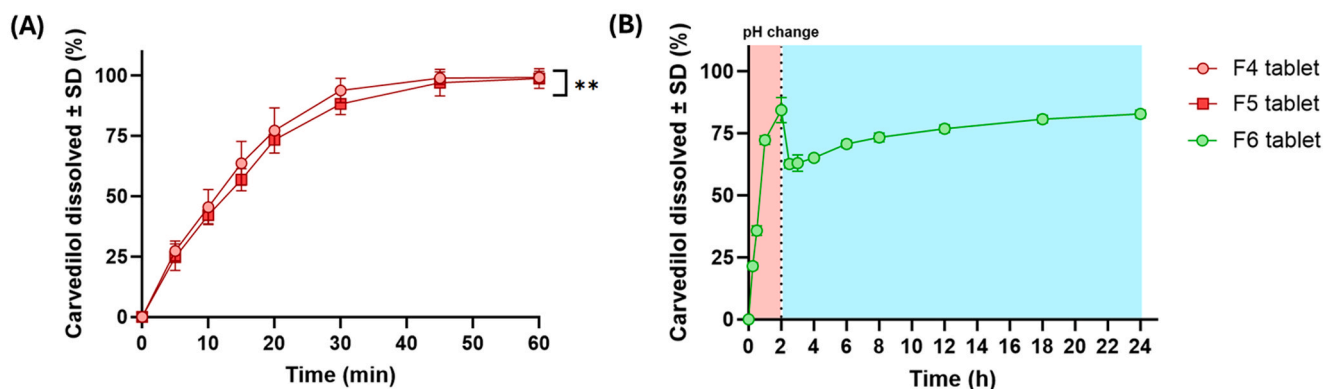 (A)
Carvedilol dissolved ± SD (%)
100
75
50
25
0
0 10 20 30 40 50 60
Time (min)
**
(B)
pH change
Carvedilol dissolved ± SD (%)
100
75
50
25
0
0 2 4 6 8 10 12 14 16 18 20 22 24
Time (h)
F4 tablet
F5 tablet
F6 tablet